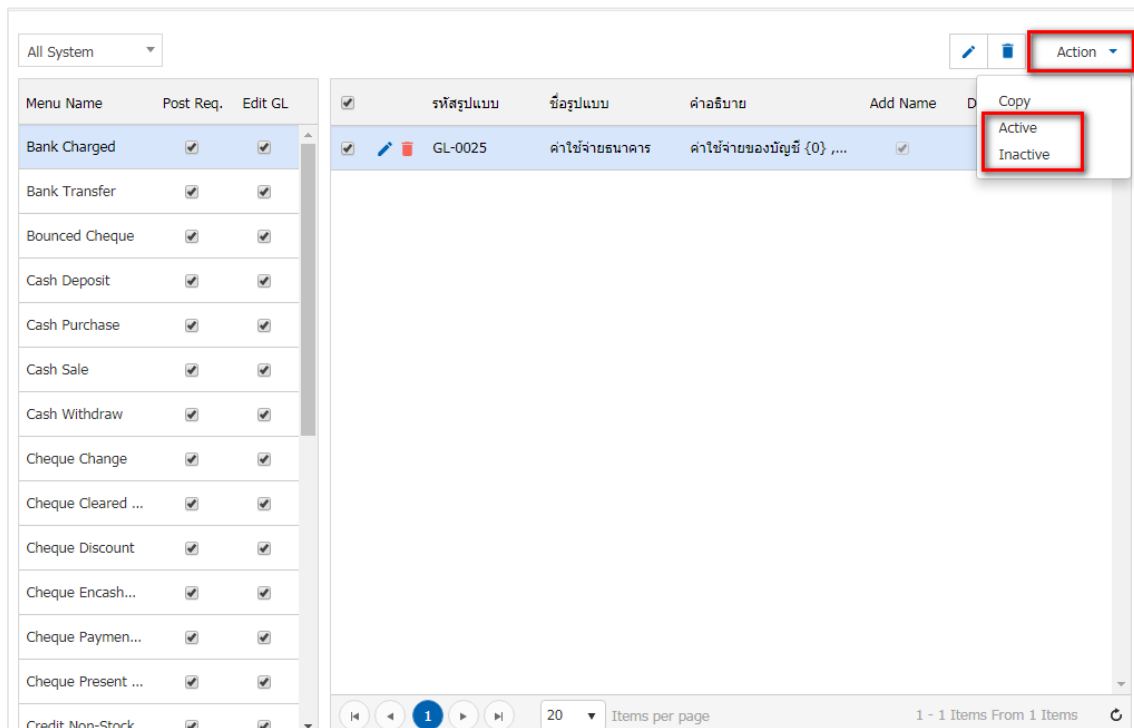 All System
Action
Copy
Active
Inactive
Menu Name Post Req. Edit GL
รหัสรูปแบบ ชื่อรูปแบบ คำอธิบาย Add Name D
Bank Charged
GL-0025 ค่าใช้จ่ายธนาคาร ค่าใช้จ่ายของบัญชี {0} ,...
Bank Transfer
Bounced Cheque
Cash Deposit
Cash Purchase
Cash Sale
Cash Withdraw
Cheque Change
Cheque Cleared ...
Cheque Discount
Cheque Encash...
Cheque Paymen...
Cheque Present ...
Credit Non-Stock
1 20 Items per page 1 - 1 Items From 1 Items